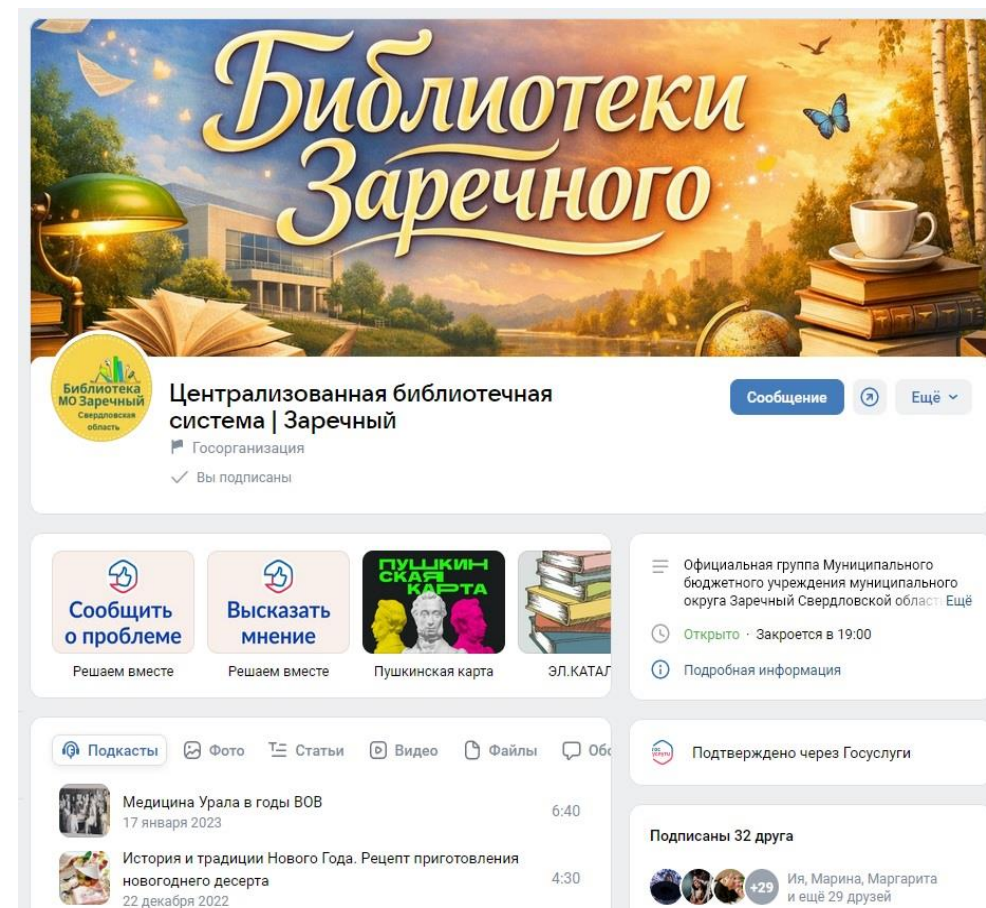 Библиотеки
Заречного
Библиотека
МО Заречный
Свердловская
область
Централизованная библиотечная
система | Заречный
Госорганизация
Вы подписаны
Сообщение
Ещё
Сообщить
о проблеме
Решаем вместе
Высказать
мнение
Решаем вместе
ПУШКИН
СКАЯ
КАРТА
Пушкинская карта
ЭЛ.КАТАЛ
Официальная группа Муниципального
бюджетного учреждения муниципального
округа Заречный Свердловской област Ещё
Открыто · Закроется в 19:00
Подробная информация
Подкасты Фото Статьи Видео Файлы Обс
Медицина Урала в годы ВОВ
17 января 2023
6:40
История и традиции Нового Года. Рецепт приготовления
новогоднего десерта
22 декабря 2022
4:30
Подтверждено через Госуслуги
Подписаны 32 друга
+29
Ия, Марина, Маргарита
и ещё 29 друзей